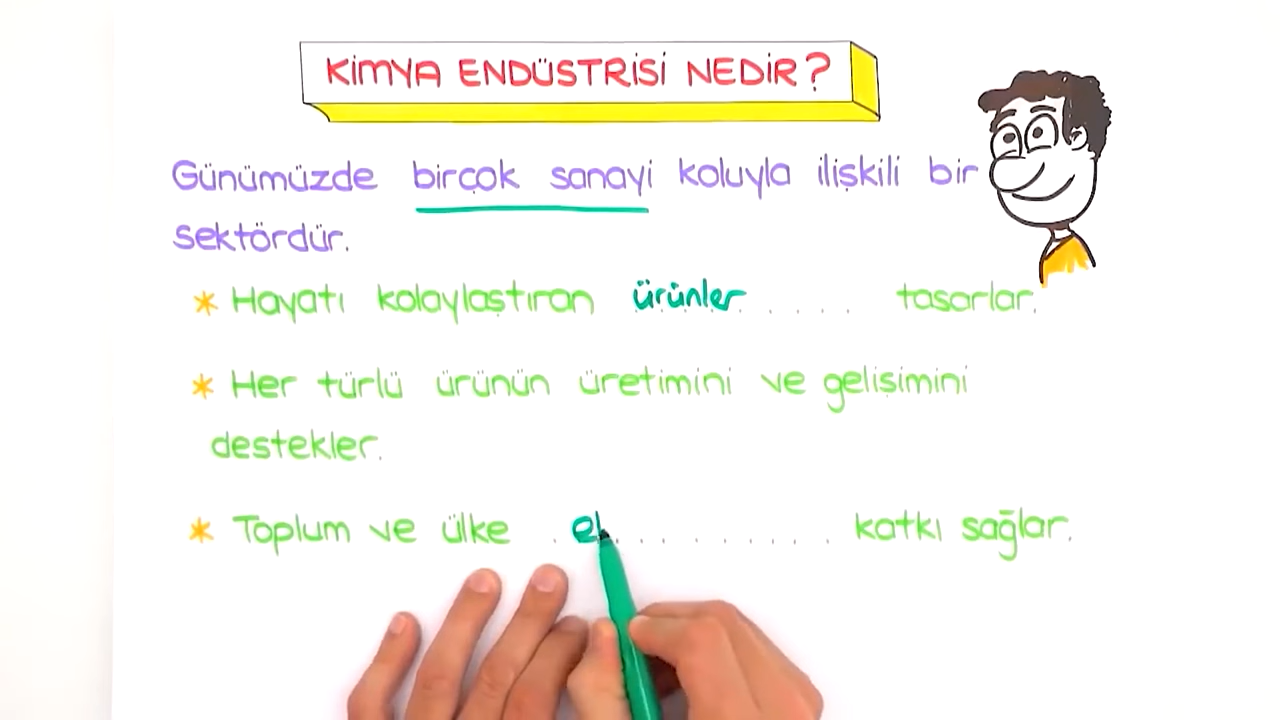 KİMYA ENDÜSTRİSİ NEDİR?
Günümüzde birçok sanayi koluyla ilişkili bir
sektördür.
* Hayatı kolaylaştıran ürünler .... tasarlar.
* Her türlü ürünün üretimini ve gelişimini
destekler.
* Toplum ve ülke ............ katkı sağlar.